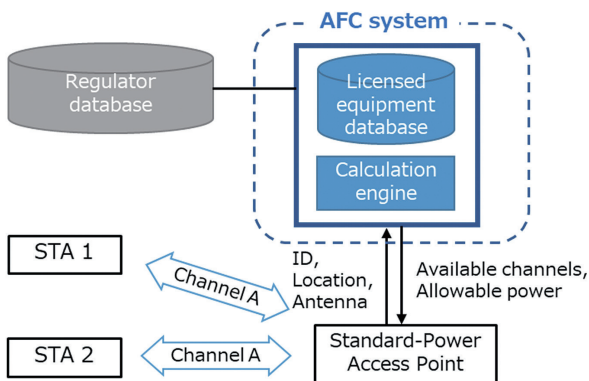 AFC system
Regulator
database
Licensed
equipment
database
Calculation
engine
STA 1
Channel A
ID,
Location,
Antenna
Available channels,
Allowable power
STA 2
Channel A
Standard-Power
Access Point